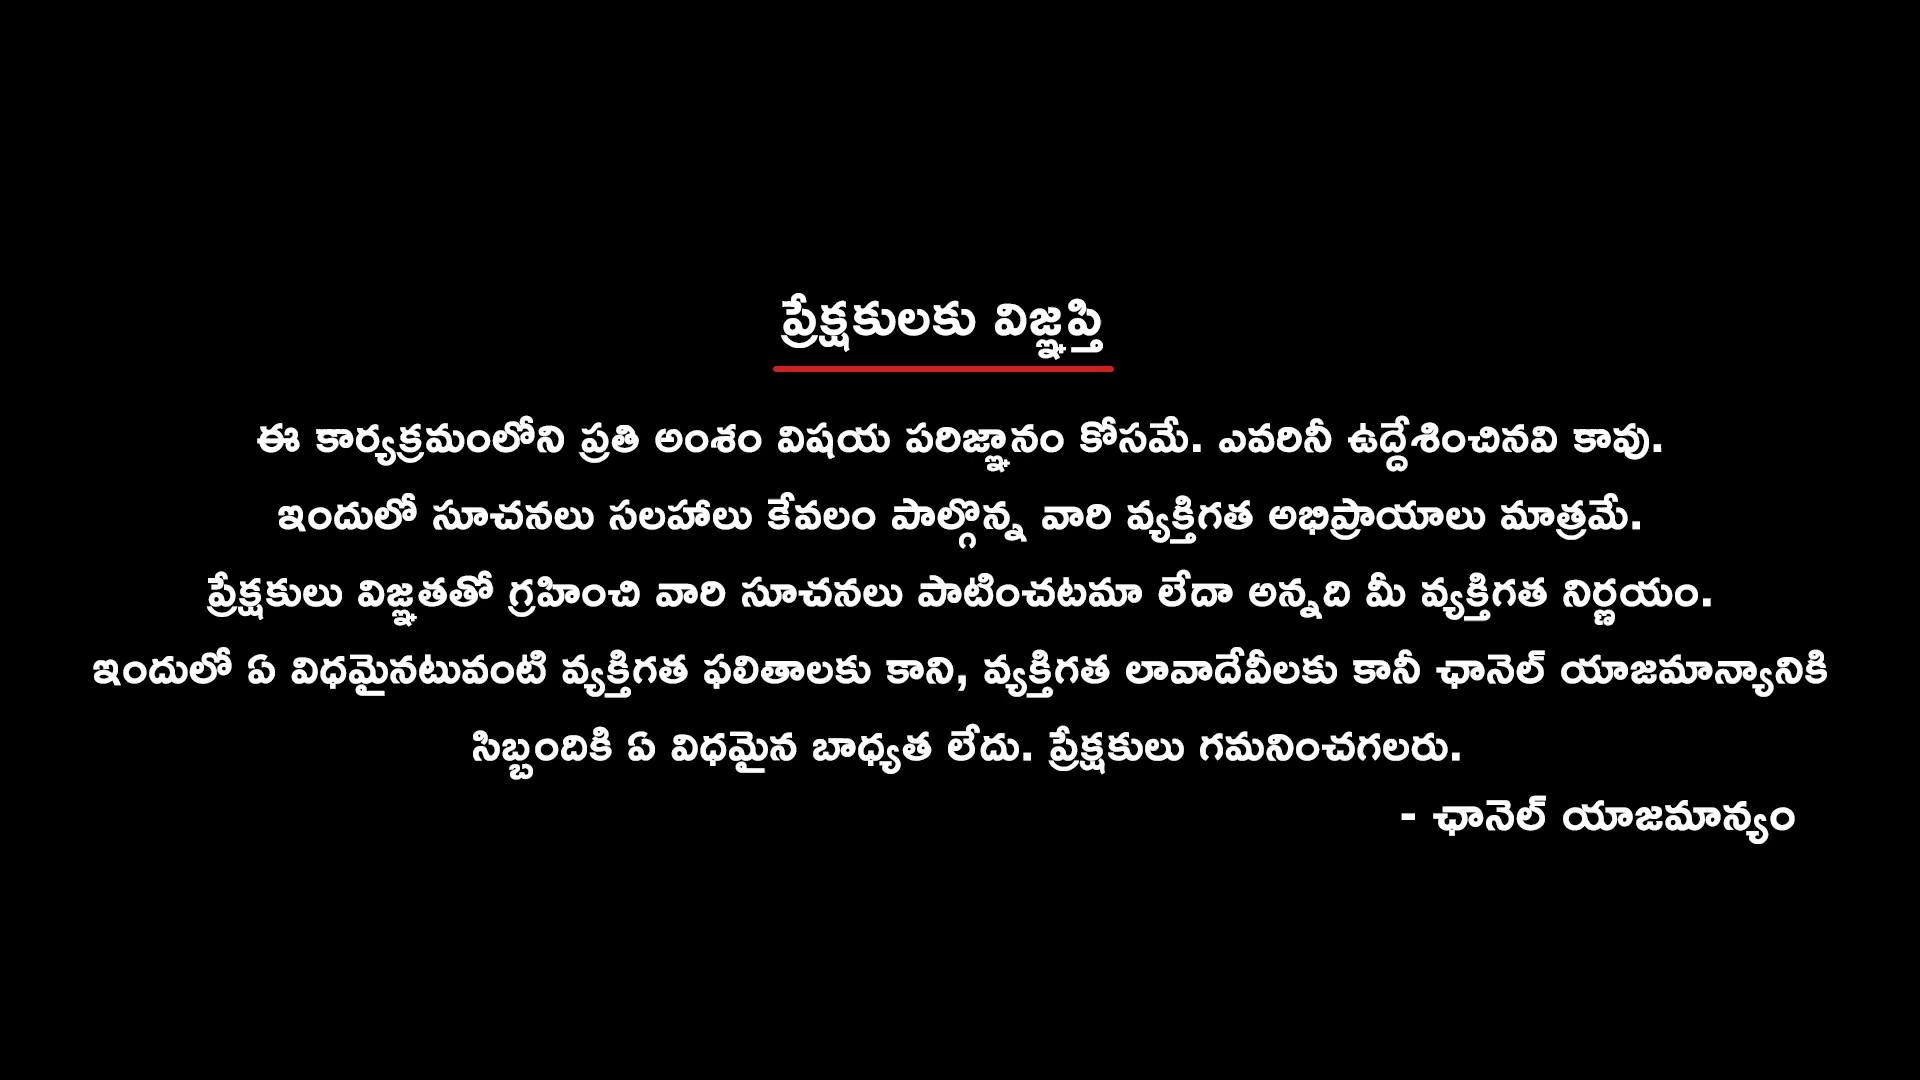 ప్రేక్షకులకు విజ్ఞప్తి
ఈ కార్యక్రమంలోని ప్రతి అంశం విషయ పరిజ్ఞానం కోసమే. ఎవరినీ ఉద్దేశించినవి కావు.
ఇందులో సూచనలు సలహాలు కేవలం పాల్గొన్న వారి వ్యక్తిగత అభిప్రాయాలు మాత్రమే.
ప్రేక్షకులు విజ్ఞతతో గ్రహించి వారి సూచనలు పాటించటమా లేదా అన్నది మీ వ్యక్తిగత నిర్ణయం.
ఇందులో ఏ విధమైనటువంటి వ్యక్తిగత ఫలితాలకు కాని, వ్యక్తిగత లావాదేవీలకు కానీ ఛానెల్ యాజమాన్యానికి
సిబ్బందికి ఏ విధమైన బాధ్యత లేదు. ప్రేక్షకులు గమనించగలరు.
- ఛానెల్ యాజమాన్యం